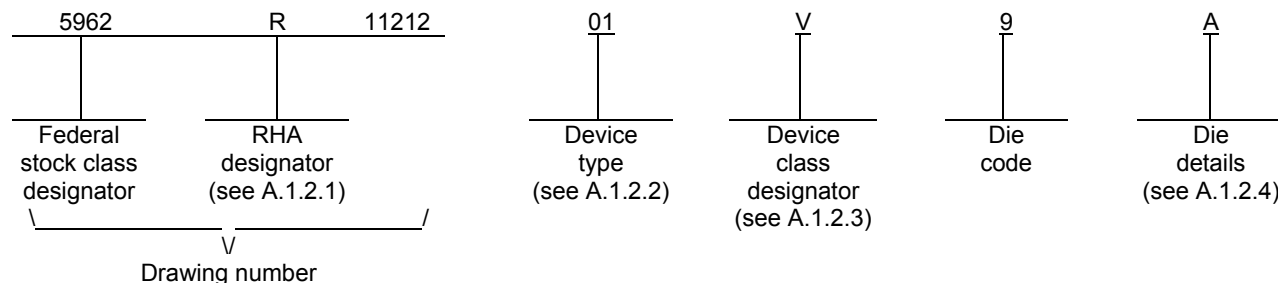 5962 R 11212 01 V 9 A
Federal RHA Device Device Die Die
stock class designator type class code details
designator (see A.1.2.1) (see A.1.2.2) designator (see A.1.2.4)
(see A.1.2.3)
\ /
\/
Drawing number